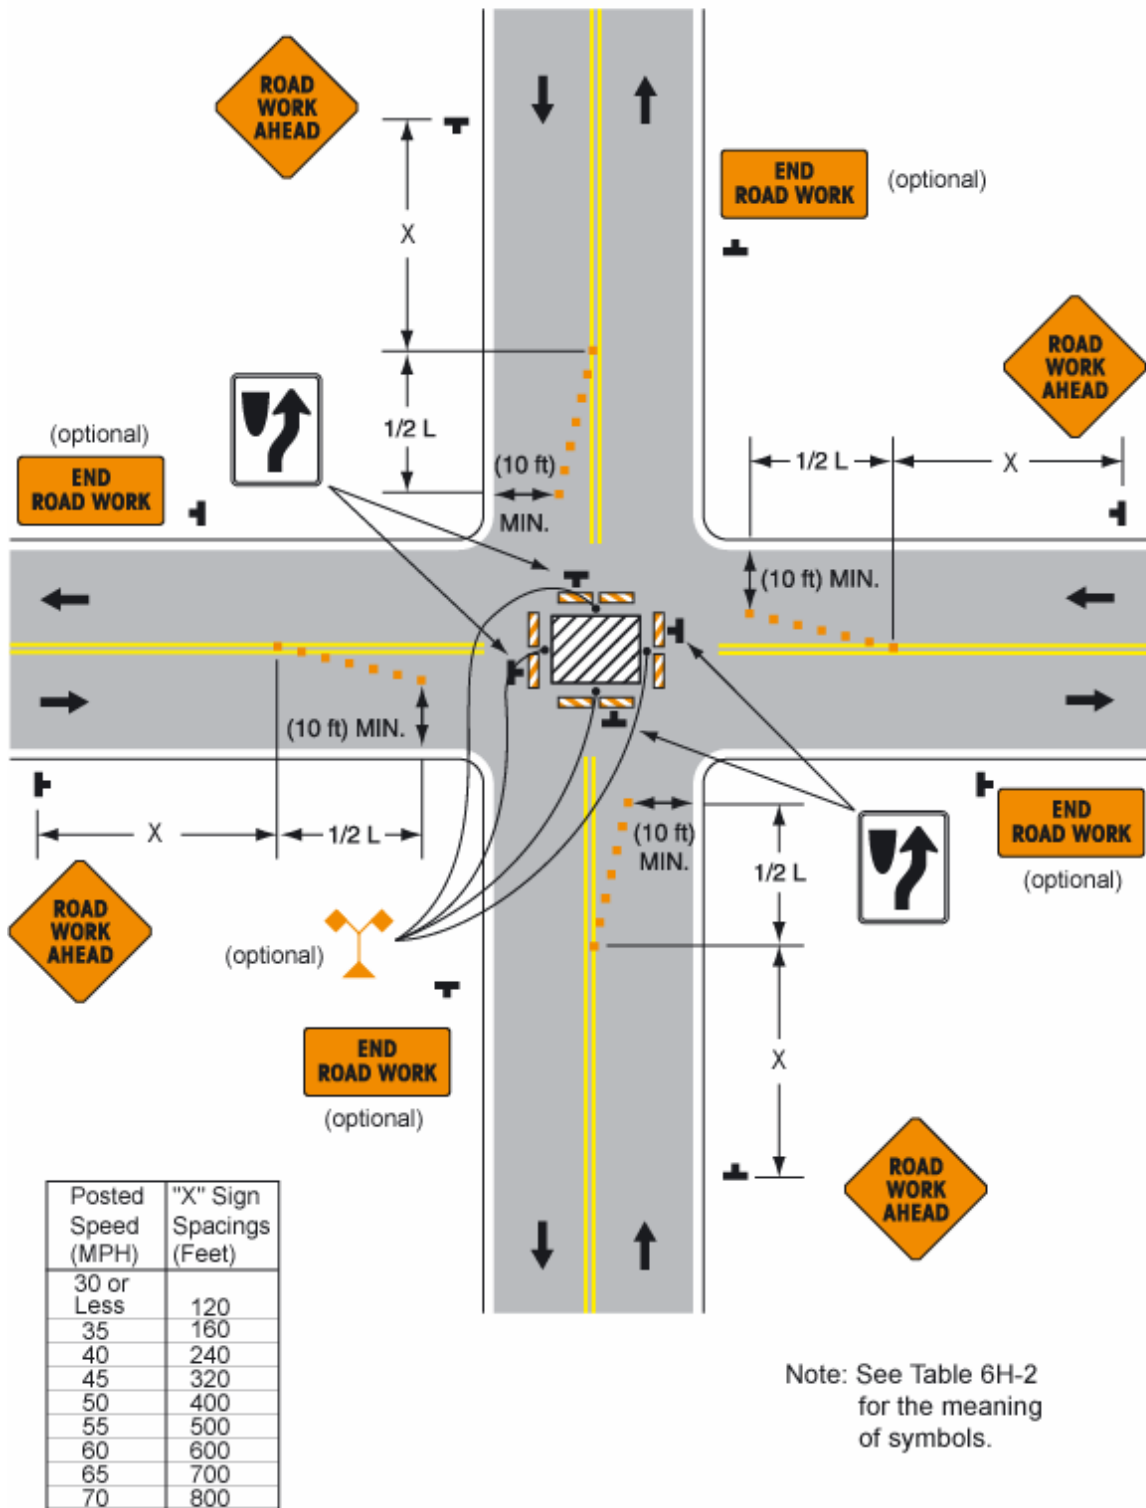 ROAD
WORK
AHEAD
END
ROAD WORK
(optional)
X
ROAD
WORK
AHEAD
1/2 L
(optional)
END
ROAD WORK
(10 ft)
MIN.
1/2 L
X
(10 ft) MIN.
(10 ft) MIN.
X
1/2 L
(10 ft)
MIN.
1/2 L
END
ROAD WORK
(optional)
ROAD
WORK
AHEAD
(optional)
END
ROAD WORK
(optional)
X
ROAD
WORK
AHEAD
Posted "X" Sign
Speed Spacings
(MPH) (Feet)
30 or
Less 120
35 160
40 240
45 320
50 400
55 500
60 600
65 700
70 800
Note: See Table 6H-2
for the meaning
of symbols.